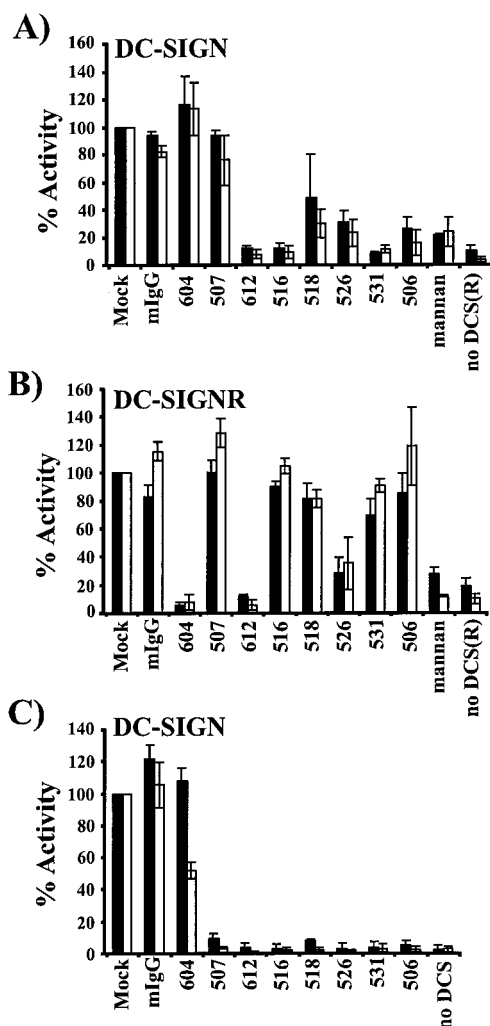 A)
DC-SIGN
160
140
120
100
80
60
40
20
0
% Activity
Mock
mIgG
604
507
612
516
518
526
531
506
mannan
no DCS(R)
B)
DC-SIGNR
160
140
120
100
80
60
40
20
0
% Activity
Mock
mIgG
604
507
612
516
518
526
531
506
mannan
no DCS(R)
C)
DC-SIGN
140
120
100
80
60
40
20
0
% Activity
Mock
mIgG
604
507
612
516
518
526
531
506
no DCS